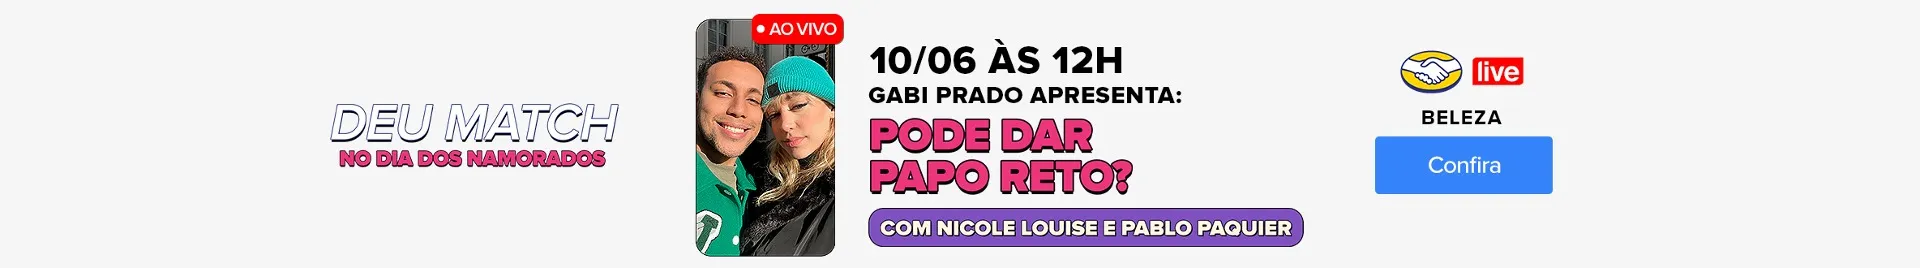 DEU MATCH
NO DIA DOS NAMORADOS
AO VIVO
10/06 ÀS 12H
GABI PRADO APRESENTA:
PODE DAR
PAPO RETO?
COM NICOLE LOUISE E PABLO PAQUIER
live
BELEZA
Confira